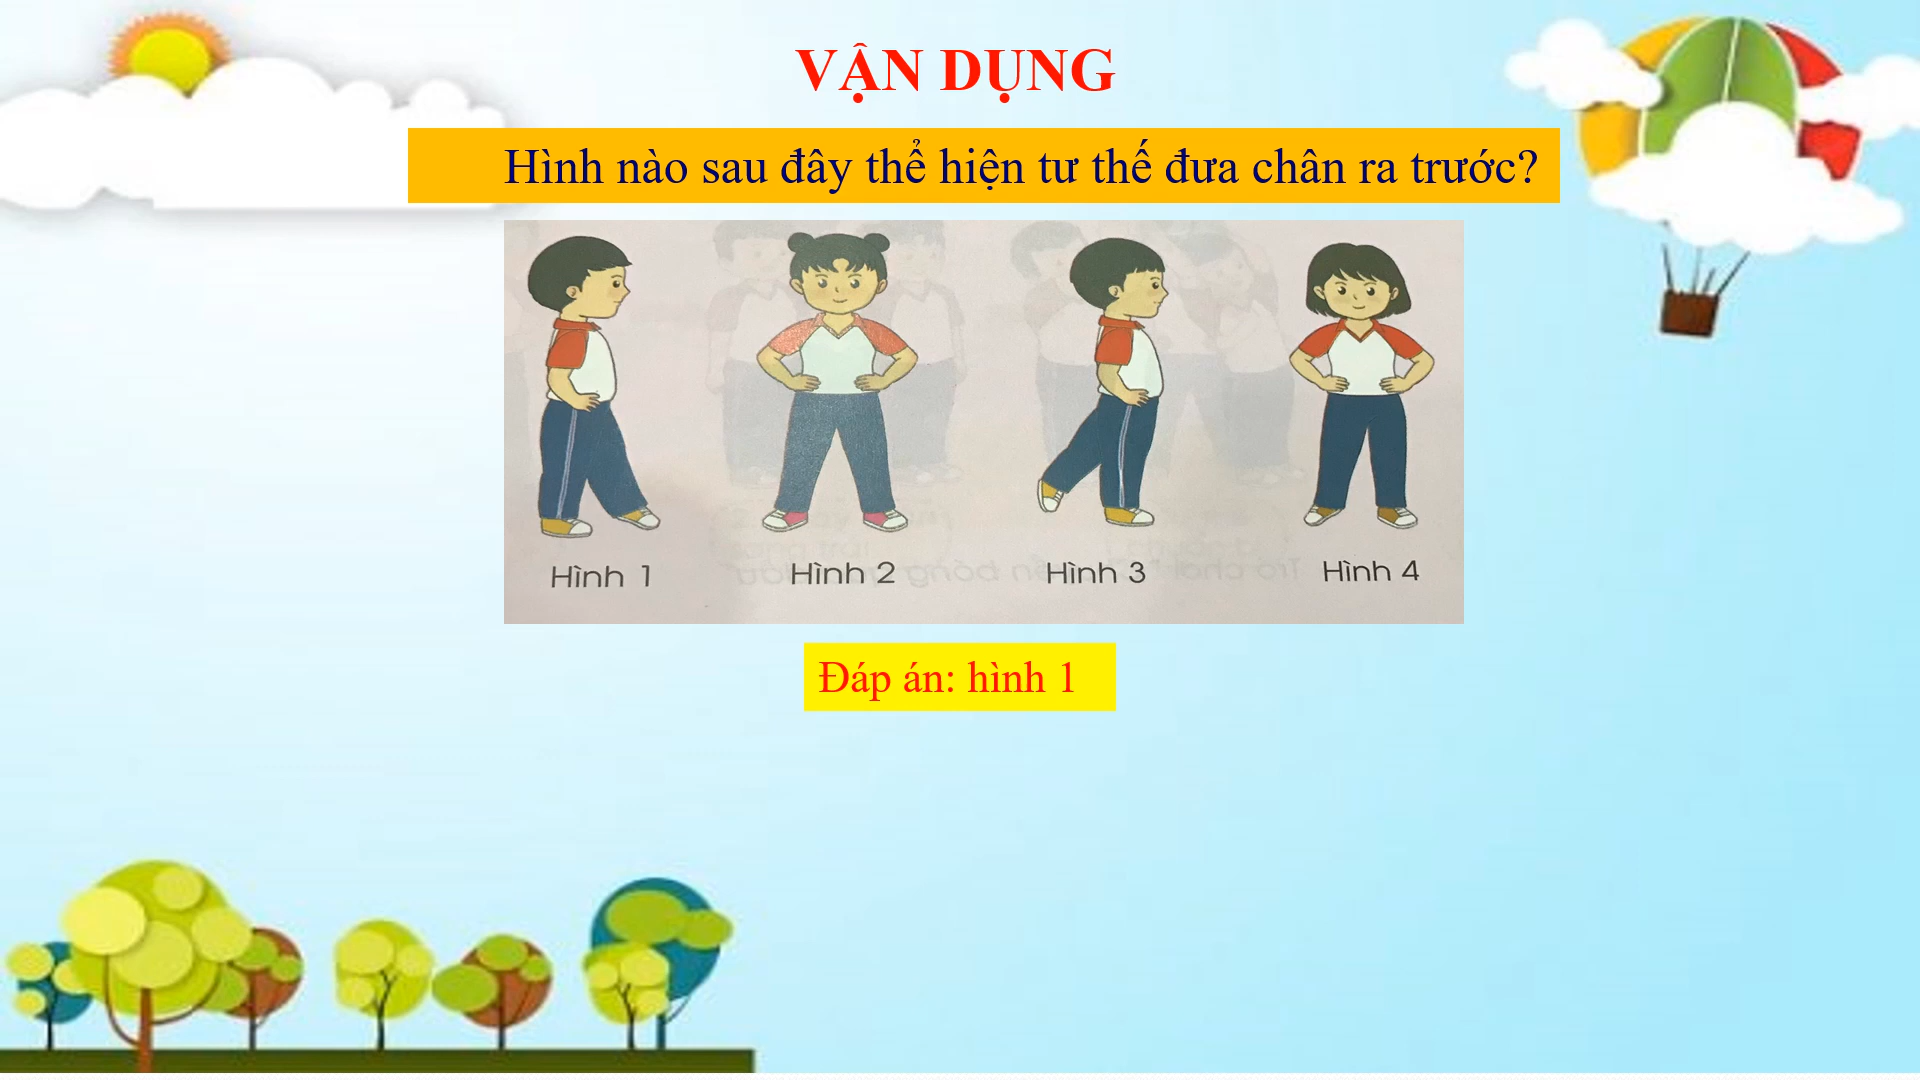 VẬN DỤNG
Hình nào sau đây thể hiện tư thế đưa chân ra trước?
Hình 1
Hình 2
Hình 3
Hình 4
Đáp án: hình 1